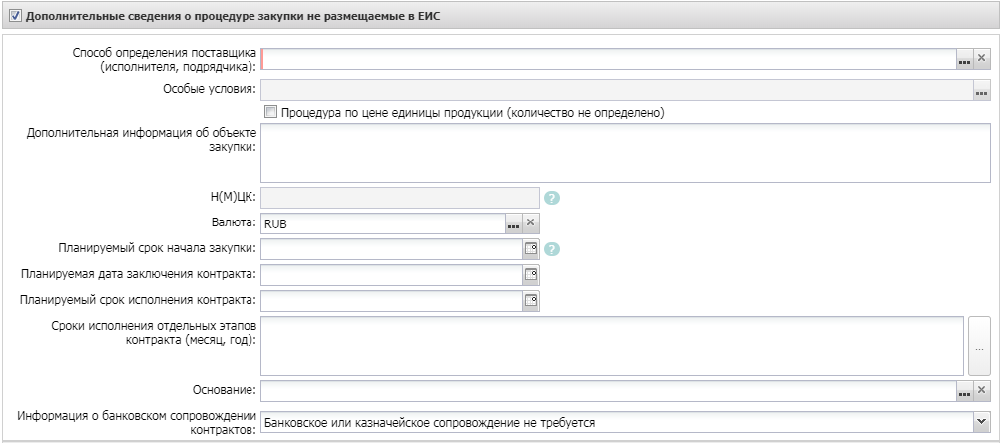 Дополнительные сведения о процедуре закупки не размещаемые в ЕИС
Способ определения поставщика
(исполнителя, подрядчика):
Особые условия:
Процедура по цене единицы продукции (количество не определено)
Дополнительная информация об объекте
закупки:
Н(М)ЦК:
Валюта: RUB
Планируемый срок начала закупки:
Планируемая дата заключения контракта:
Планируемый срок исполнения контракта:
Сроки исполнения отдельных этапов
контракта (месяц, год):
...
Основание:
Информация о банковском сопровождении
контрактов:
Банковское или казначейское сопровождение не требуется